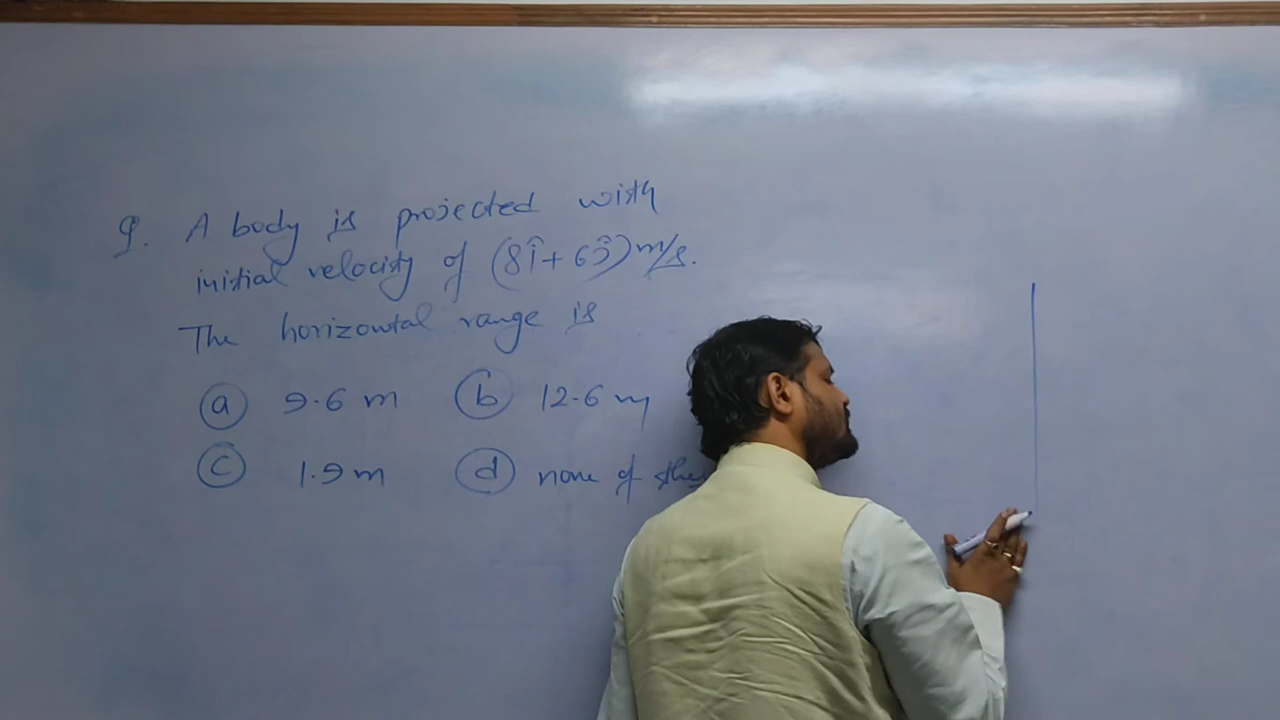 Q. A body is projected with
initial velocity of (8î + 6ĵ) m/s.
The horizontal range is
(a) 9.6 m (b) 12.6 m
(c) 1.9 m (d) none of